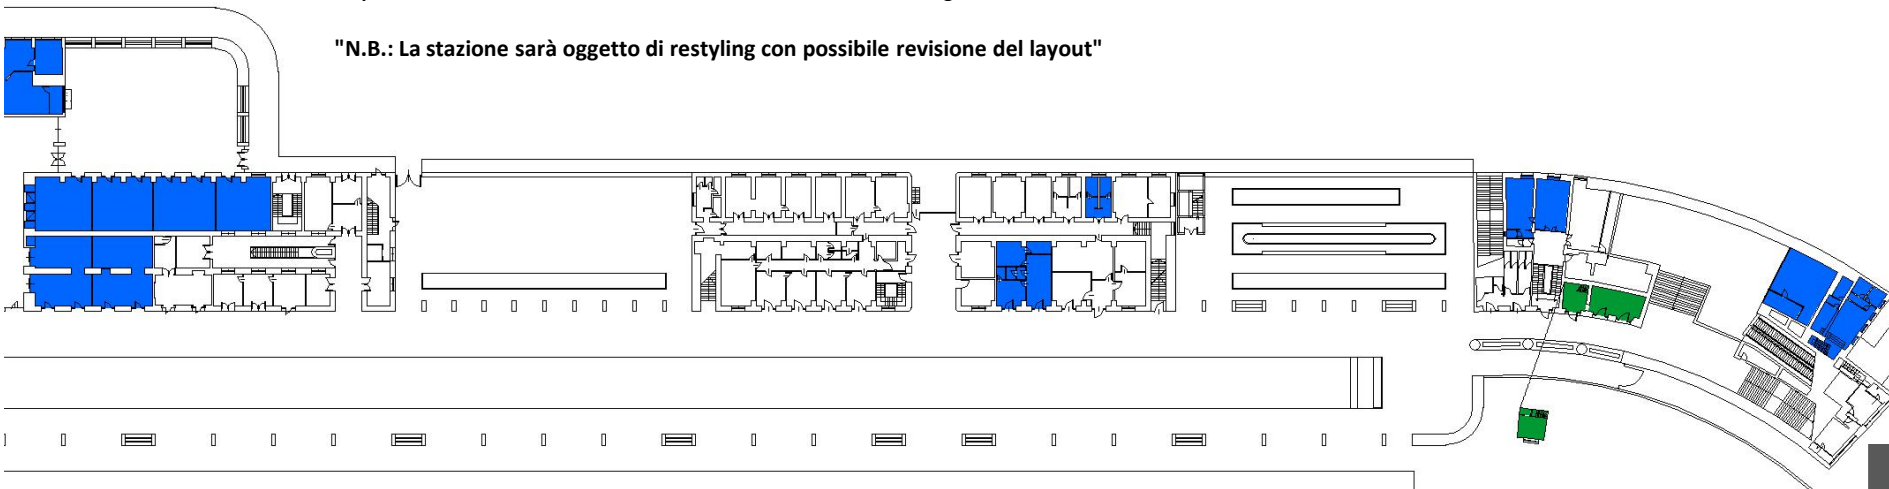 "N.B.: La stazione sarà oggetto di restyling con possibile revisione del layout"